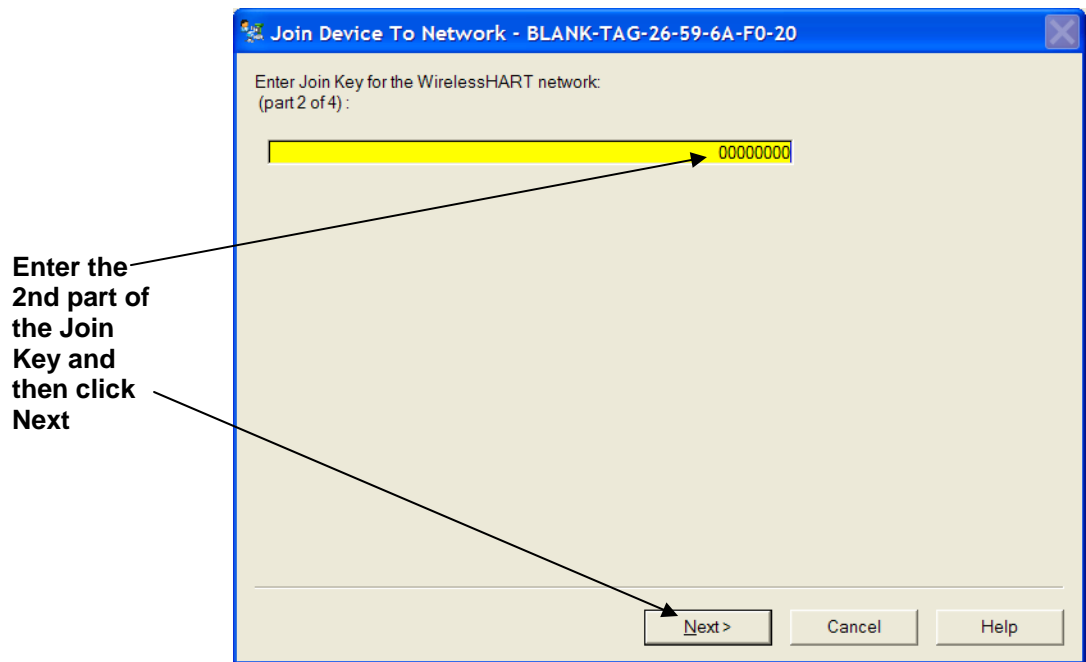 Join Device To Network - BLANK-TAG-26-59-6A-F0-20
Enter Join Key for the WirelessHART network:
(part 2 of 4) :
00000000
Enter the
2nd part of
the Join
Key and
then click
Next
Next >
Cancel
Help